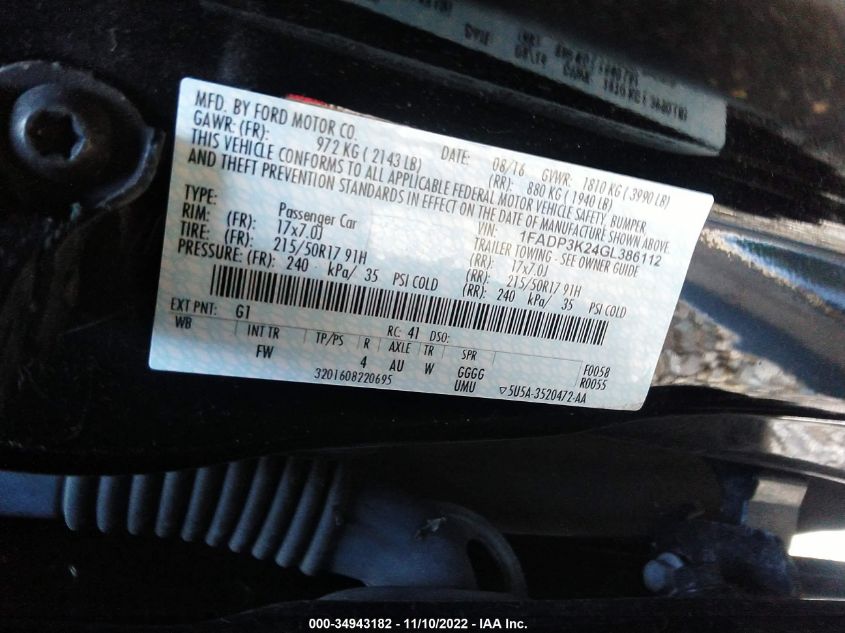 MFD. BY FORD MOTOR CO.
DATE: 08/16 GVWR: 1810 KG ( 3990 LB)
GAWR: (FR): 972 KG ( 2143 LB) (RR): 880 KG ( 1940 LB)
THIS VEHICLE CONFORMS TO ALL APPLICABLE FEDERAL MOTOR VEHICLE SAFETY, BUMPER
AND THEFT PREVENTION STANDARDS IN EFFECT ON THE DATE OF MANUFACTURE SHOWN ABOVE
VIN: 1FADP3K24GL386112
TYPE: Passenger Car TRAILER TOWING - SEE OWNER GUIDE
RIM: (FR): 17x7.0J (RR): 17x7.0J
TIRE: (FR): 215/50R17 91H (RR): 215/50R17 91H
PRESSURE: (FR): 240 kPa/ 35 PSI COLD (RR): 240 kPa/ 35 PSI COLD
EXT PNT: G1 RC: 41 DSO: F0058
WB INT TR TP/PS R AXLE TR SPR R0055
FW 4 AU W GGGG
UMU
3201608220695 5U5A-3520472-AA
000-34943182 - 11/10/2022 - IAA Inc.